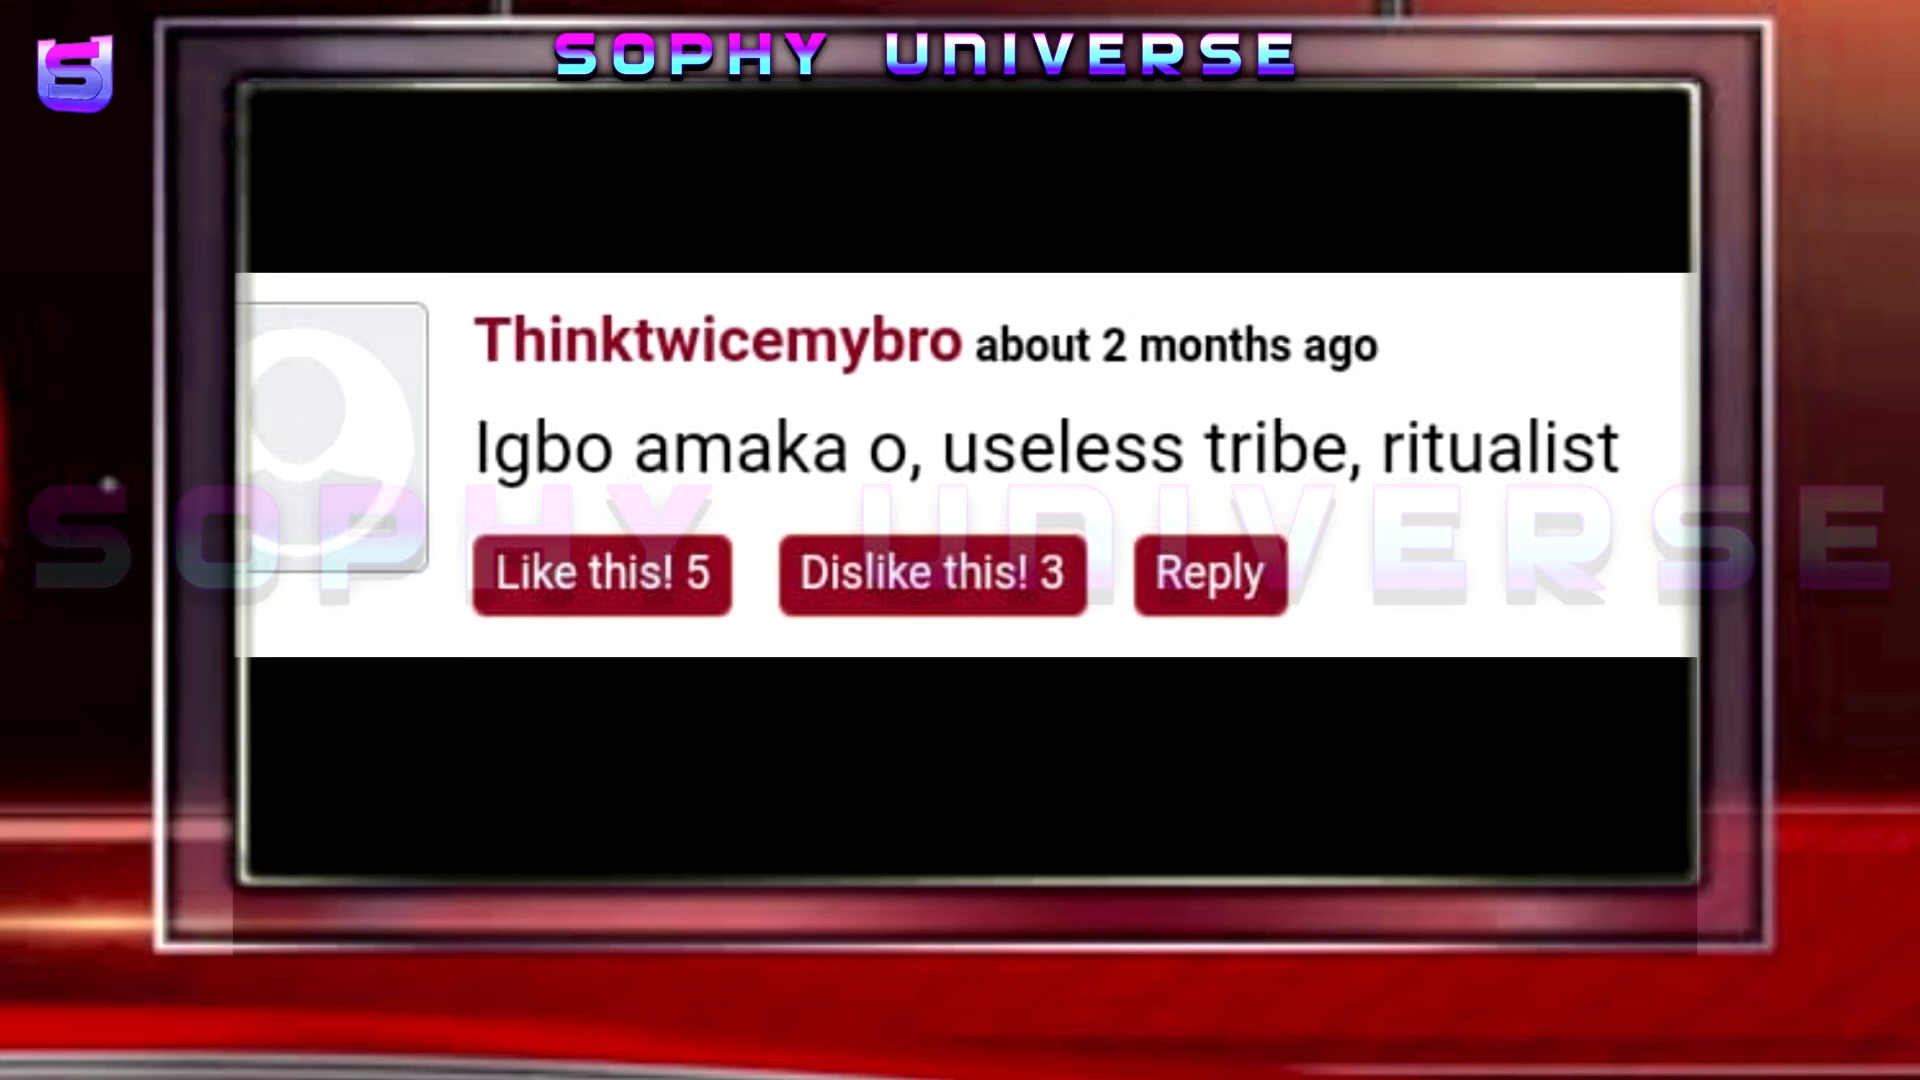 S
SOPHY UNIVERSE
Thinktwicemybro about 2 months ago
Igbo amaka o, useless tribe, ritualist
SOPHY UNIVERSE
Like this! 5 Dislike this! 3 Reply